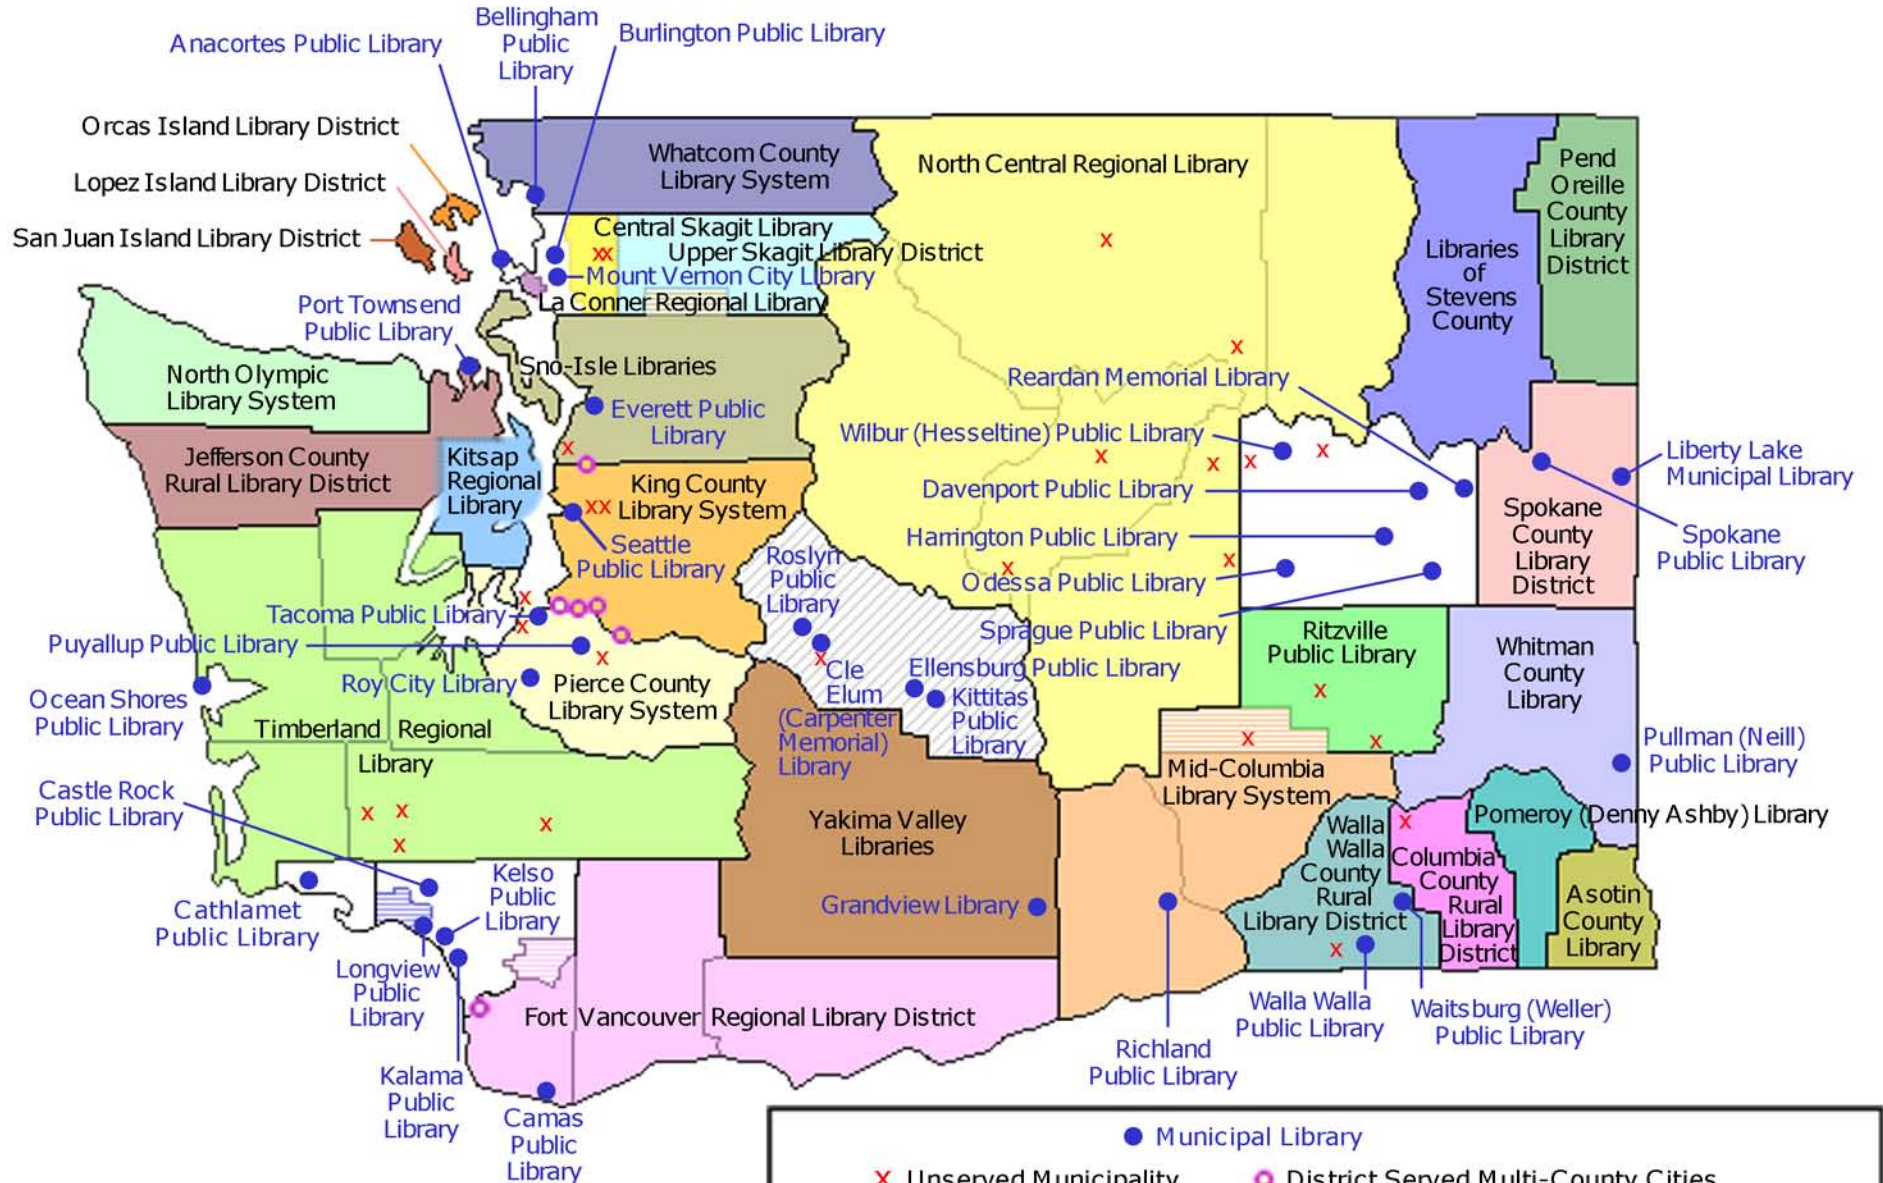 Bellingham
Public
Library
Anacortes Public Library
Burlington Public Library
Orcas Island Library District
Lopez Island Library District
San Juan Island Library District
Whatcom County
Library System
North Central Regional Library
Pend
Oreille
County
Library
District
Central Skagit Library
Upper Skagit Library District
Mount Vernon City Library
La Conner Regional Library
Libraries
of
Stevens
County
Port Townsend
Public Library
North Olympic
Library System
Sno-Isle Libraries
Everett Public
Library
Reardan Memorial Library
Wilbur (Hesseltine) Public Library
Liberty Lake
Municipal Library
Jefferson County
Rural Library District
Kitsap
Regional
Library
King County
Library System
Davenport Public Library
Seattle
Public Library
Harrington Public Library
Spokane
County
Library
District
Spokane
Public Library
Roslyn
Public
Library
Odessa Public Library
Tacoma Public Library
Sprague Public Library
Puyallup Public Library
Ritzville
Public Library
Whitman
County
Library
Ellensburg Public Library
Cle
Elum
(Carpenter
Memorial)
Library
Kittitas
Public
Library
Roy City Library
Pierce County
Library System
Ocean Shores
Public Library
Timberland Regional
Library
Pullman (Neill)
Public Library
Mid-Columbia
Library System
Castle Rock
Public Library
Yakima Valley
Libraries
Walla
Walla
County
Rural
Library District
Columbia
County
Rural
Library
District
Pomeroy (Denny Ashby) Library
Asotin
County
Library
Kelso
Public
Library
Grandview Library
Cathlamet
Public Library
Longview
Public
Library
Fort Vancouver Regional Library District
Walla Walla
Public Library
Waitsburg (Weller)
Public Library
Richland
Public Library
Kalama
Public
Library
Camas
Public
Library
Municipal Library
x Unserved Municipality
District Served Multi-County Cities